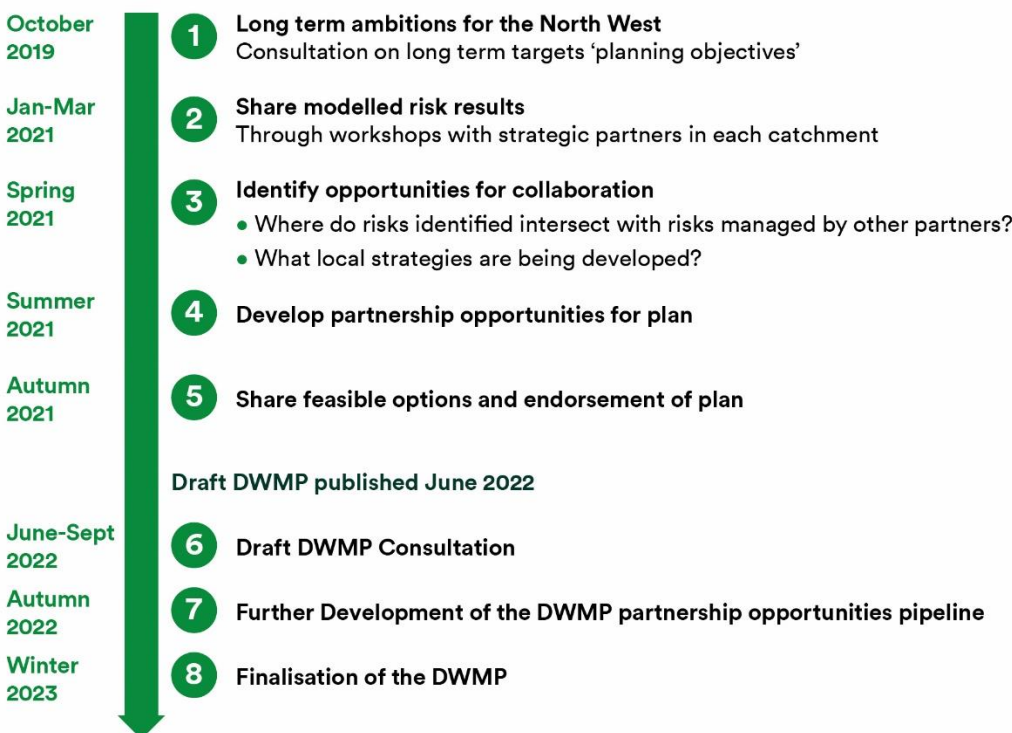 October
2019
1
Long term ambitions for the North West
Consultation on long term targets ‘planning objectives’
Jan-Mar
2021
2
Share modelled risk results
Through workshops with strategic partners in each catchment
Spring
2021
3
Identify opportunities for collaboration
• Where do risks identified intersect with risks managed by other partners?
• What local strategies are being developed?
Summer
2021
4
Develop partnership opportunities for plan
Autumn
2021
5
Share feasible options and endorsement of plan
Draft DWMP published June 2022
June-Sept
2022
6
Draft DWMP Consultation
Autumn
2022
7
Further Development of the DWMP partnership opportunities pipeline
Winter
2023
8
Finalisation of the DWMP